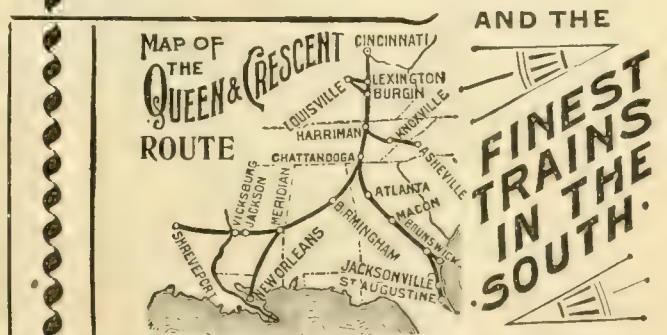 MAP OF
THE
QUEEN & CRESCENT
ROUTE
CINCINNATI
LEXINGTON
BURGIN
LOUISVILLE
HARRIMAN
KNOXVILLE
ASHEVILLE
CHATTANOOGA
ATLANTA
MACON
BRUNSWICK
BIRMINGHAM
MERIDIAN
JACKSON
VICKSBURG
SHREVEPORT
NEW ORLEANS
JACKSONVILLE
ST AUGUSTINE
AND THE
FINEST
TRAINS
IN THE
SOUTH.